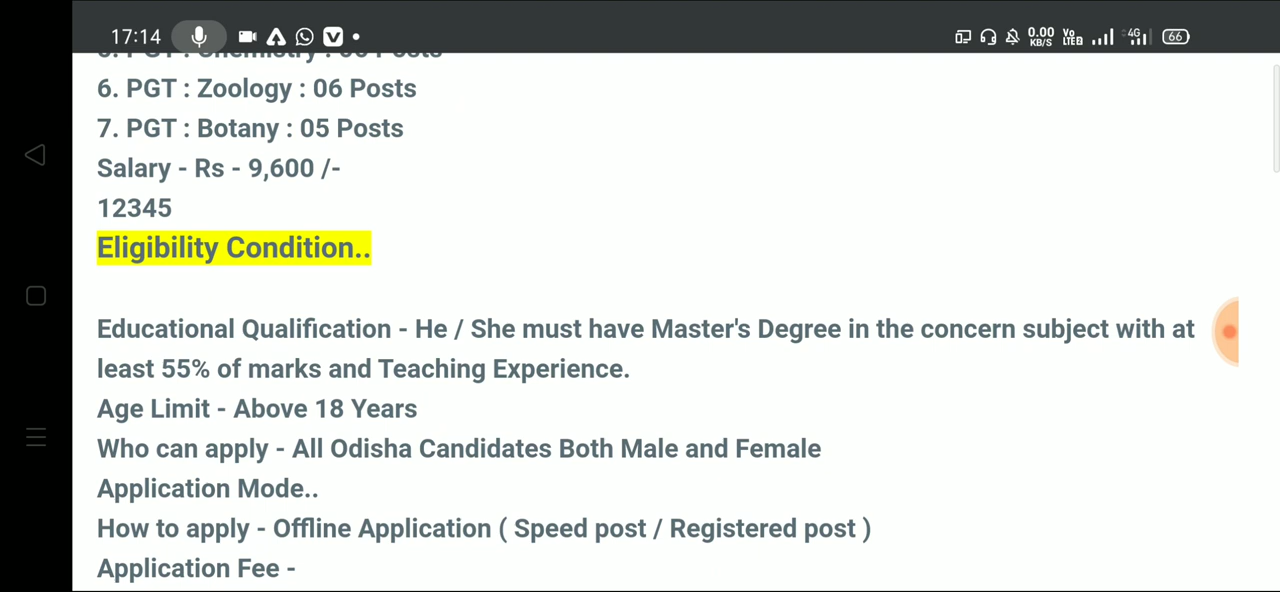 17:14
0.00 KB/S
Vo LTE
4G
66
6. PGT : Zoology : 06 Posts
7. PGT : Botany : 05 Posts
Salary - Rs - 9,600 /-
12345
Eligibility Condition..
Educational Qualification - He / She must have Master's Degree in the concern subject with at
least 55% of marks and Teaching Experience.
Age Limit - Above 18 Years
Who can apply - All Odisha Candidates Both Male and Female
Application Mode..
How to apply - Offline Application ( Speed post / Registered post )
Application Fee -